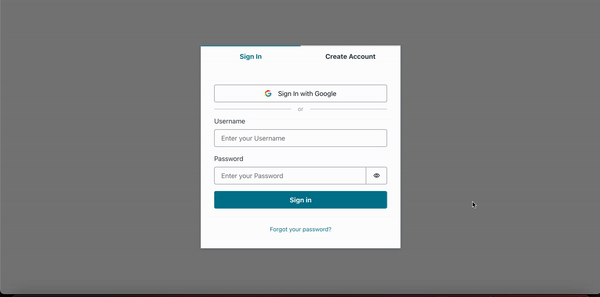 Sign In
Create Account
Sign In with Google
or
Username
Enter your Username
Password
Enter your Password
Sign in
Forgot your password?